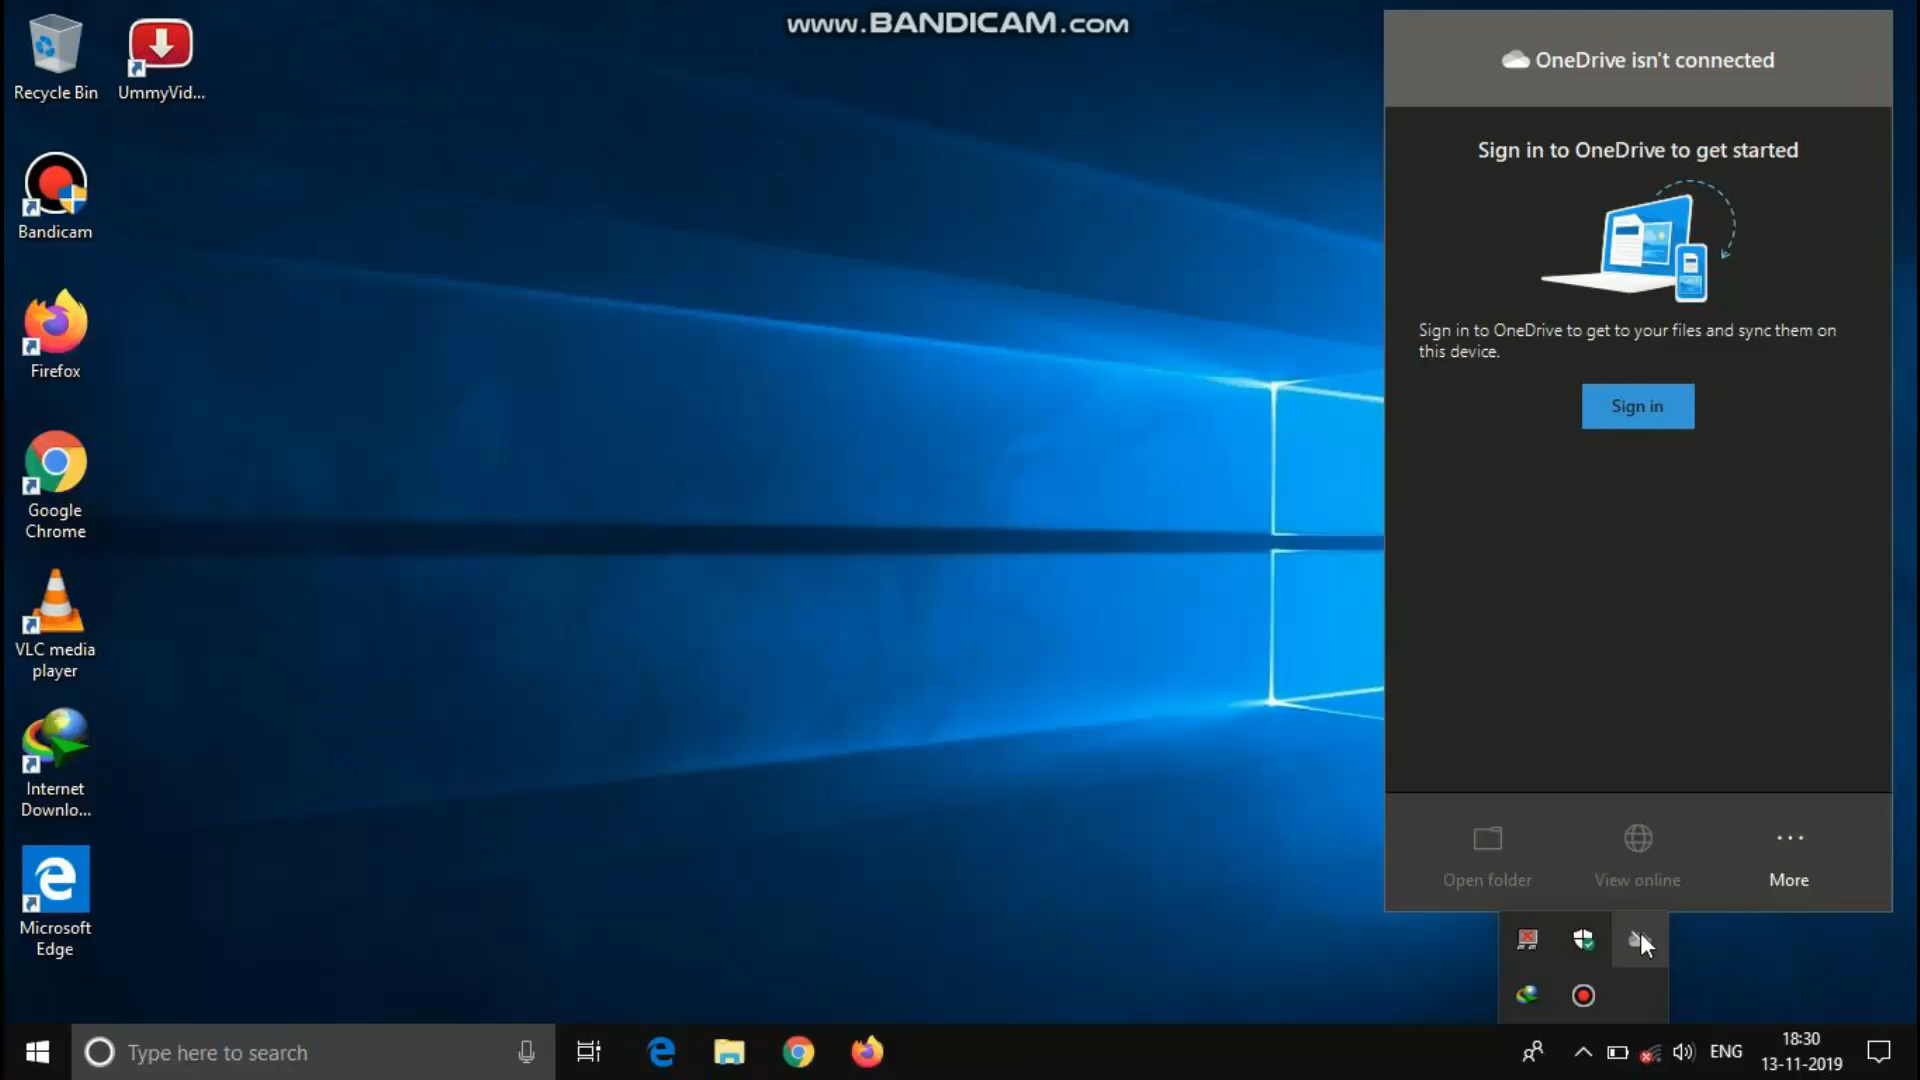 www.BANDICAM.com
Recycle Bin
UmmyVid...
Bandicam
Firefox
Google
Chrome
VLC media
player
Internet
Downlo...
Microsoft
Edge
OneDrive isn't connected
Sign in to OneDrive to get started
Sign in to OneDrive to get to your files and sync them on
this device.
Sign in
Open folder
View online
More
Type here to search
ENG
18:30
13-11-2019